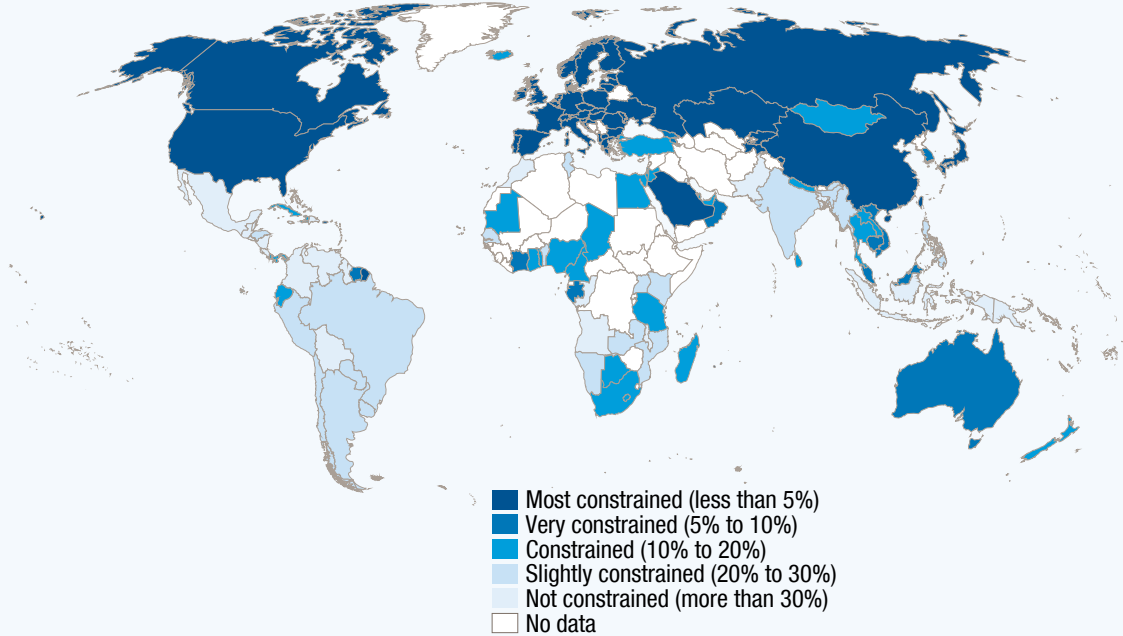 Most constrained (less than 5%)
Very constrained (5% to 10%)
Constrained (10% to 20%)
Slightly constrained (20% to 30%)
Not constrained (more than 30%)
No data